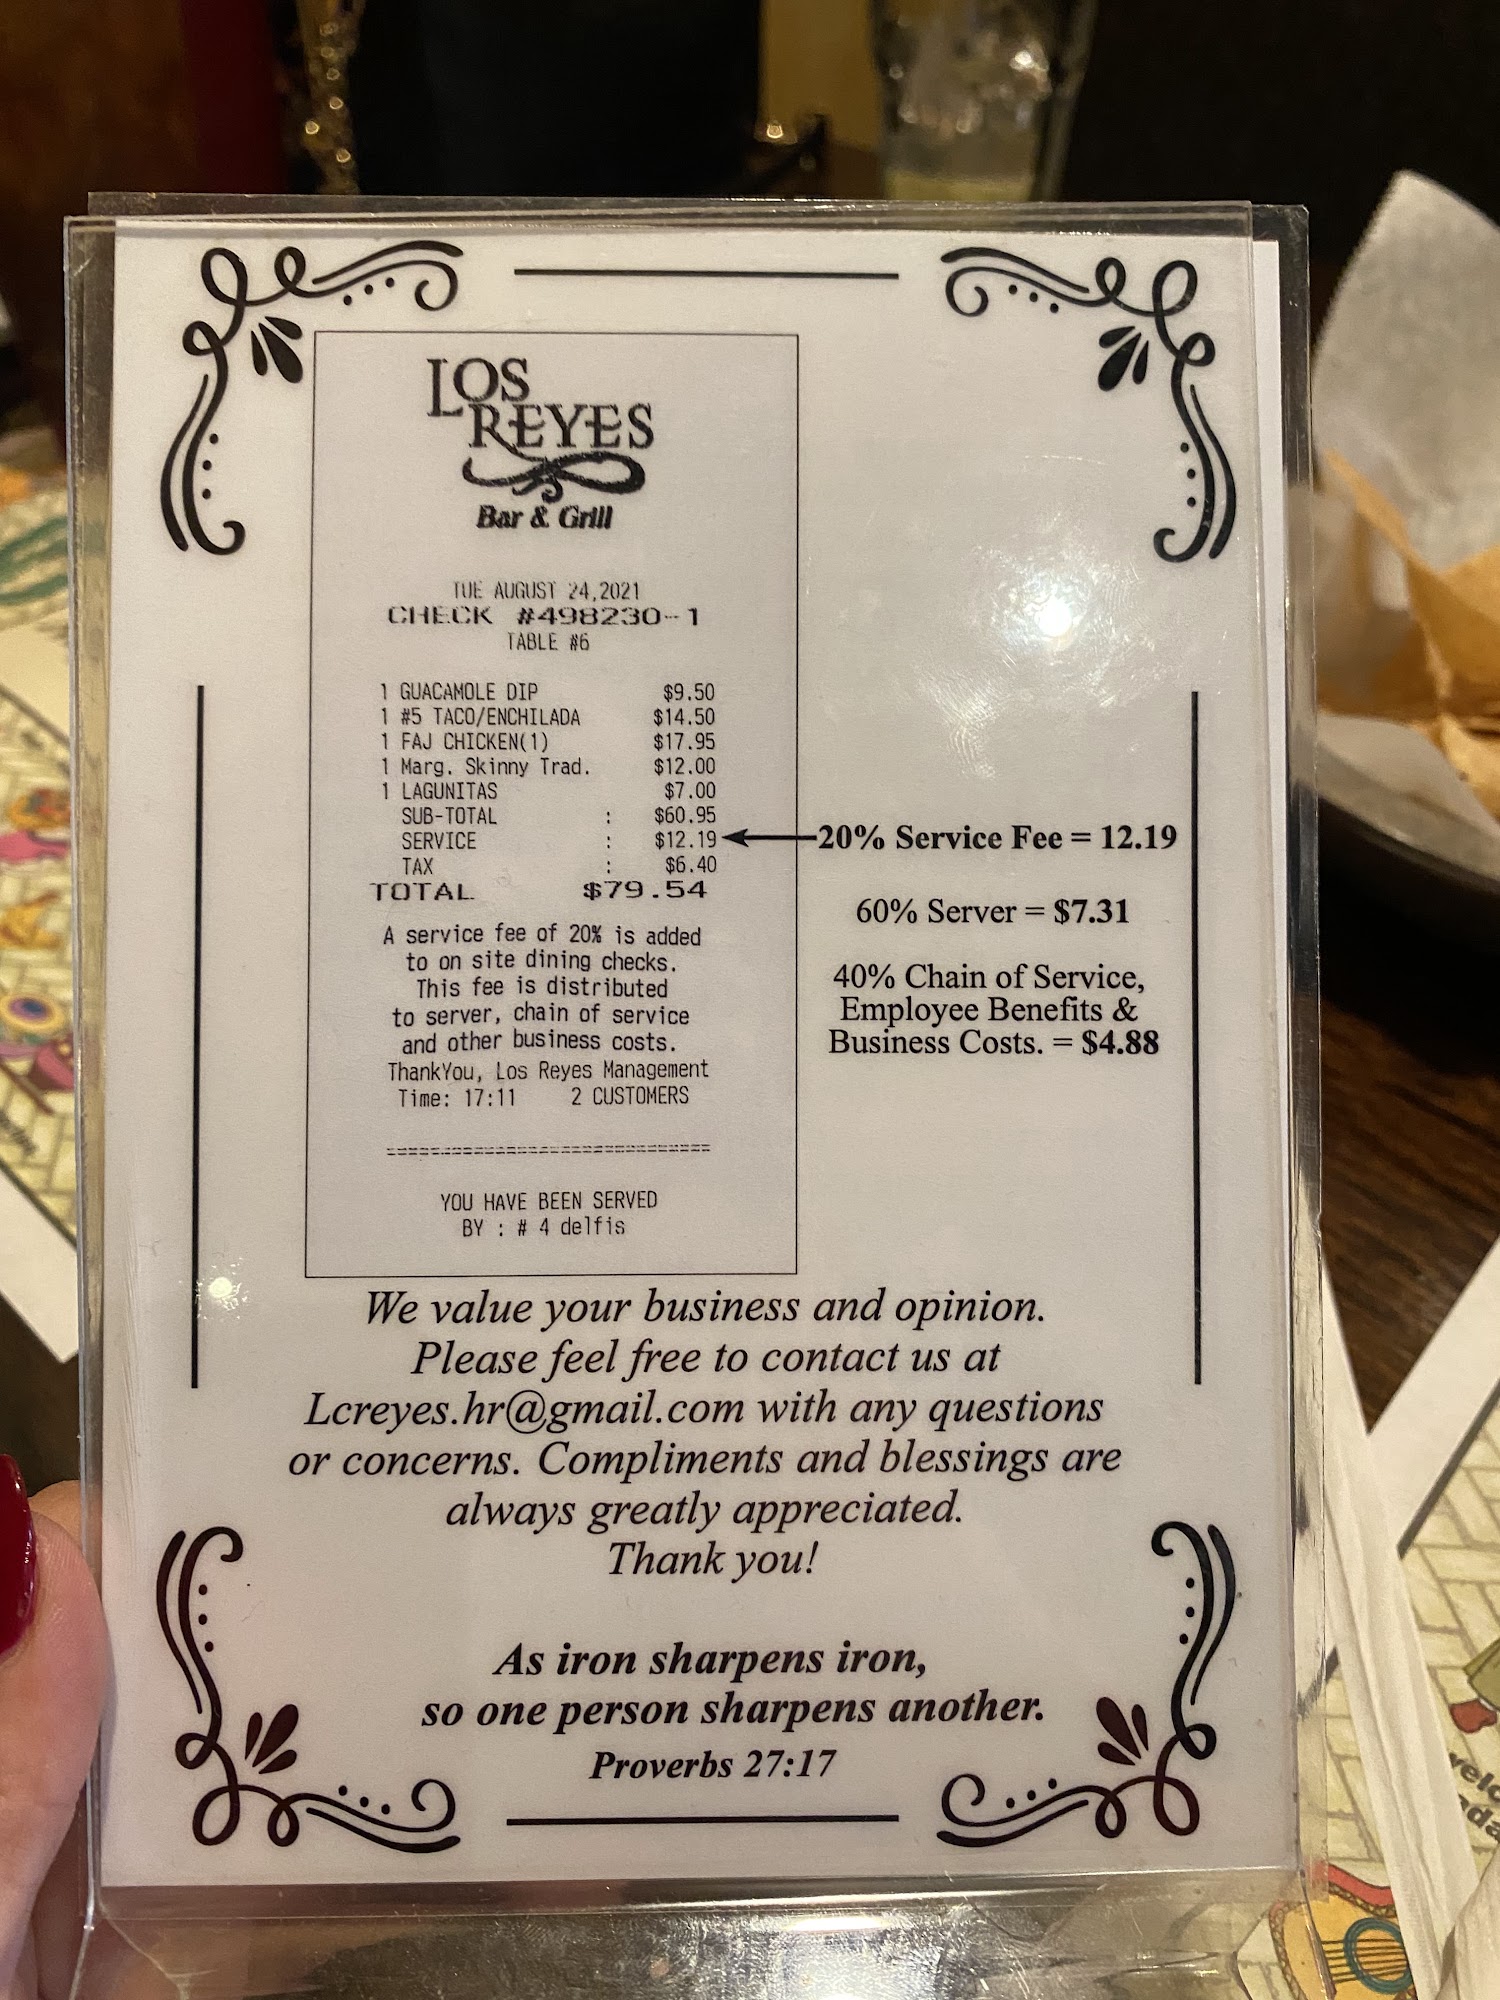 LOS
REYES
Bar & Grill
TUE AUGUST 24,2021
CHECK #498230-1
TABLE #6
1 GUACAMOLE DIP $9.50
1 #5 TACO/ENCHILADA $14.50
1 FAJ CHICKEN(1) $17.95
1 Marg. Skinny Trad. $12.00
1 LAGUNITAS $7.00
SUB-TOTAL : $60.95
SERVICE : $12.19
TAX : $6.40
TOTAL $79.54
A service fee of 20% is added
to on site dining checks.
This fee is distributed
to server, chain of service
and other business costs.
ThankYou, Los Reyes Management
Time: 17:11 2 CUSTOMERS
==============================
YOU HAVE BEEN SERVED
BY : # 4 delfis
20% Service Fee = 12.19
60% Server = $7.31
40% Chain of Service,
Employee Benefits &
Business Costs. = $4.88
We value your business and opinion.
Please feel free to contact us at
Lcreyes.hr@gmail.com with any questions
or concerns. Compliments and blessings are
always greatly appreciated.
Thank you!
As iron sharpens iron,
so one person sharpens another.
Proverbs 27:17